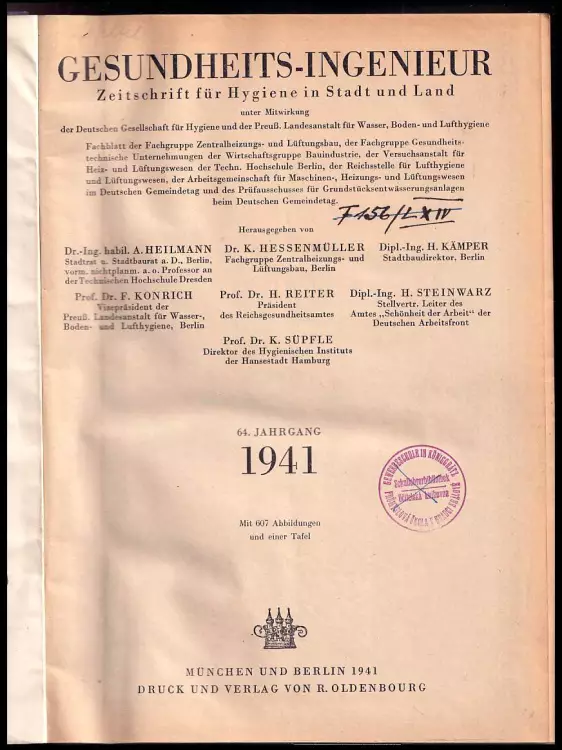 GESUNDHEITS-INGENIEUR
Zeitschrift für Hygiene in Stadt und Land
unter Mitwirkung
der Deutschen Gesellschaft für Hygiene und der Preuß. Landesanstalt für Wasser, Boden- und Lufthygiene
Fachblatt der Fachgruppe Zentralheizungs- und Lüftungsbau, der Fachgruppe Gesundheits-
technische Unternehmungen der Wirtschaftsgruppe Bauindustrie, der Versuchsanstalt für
Heiz- und Lüftungswesen der Techn. Hochschule Berlin, der Reichsstelle für Lufthygiene
und Lüftungswesen, der Arbeitsgemeinschaft für Maschinen-, Heizungs- und Lüftungswesen
im Deutschen Gemeindetag und des Prüfausschusses für Grundstücksentwässerungsanlagen
beim Deutschen Gemeindetag.
F156/LXIV
Herausgegeben von
Dr.-Ing. habil. A. HEILMANN
Stadtrat u. Stadtbaurat a. D., Berlin,
vorm. nichtplanm. a. o. Professor an
der Technischen Hochschule Dresden
Dr. K. HESSENMÜLLER
Fachgruppe Zentralheizungs- und
Lüftungsbau, Berlin
Dipl.-Ing. H. KÄMPER
Stadtbaudirektor, Berlin
Prof. Dr. F. KONRICH
Vizepräsident der
Preuß. Landesanstalt für Wasser-,
Boden- und Lufthygiene, Berlin
Prof. Dr. H. REITER
Präsident
des Reichsgesundheitsamtes
Dipl.-Ing. H. STEINWARZ
Stellvertr. Leiter des
Amtes „Schönheit der Arbeit" der
Deutschen Arbeitsfront
Prof. Dr. K. SÜPFLE
Direktor des Hygienischen Instituts
der Hansestadt Hamburg
64. JAHRGANG
1941
GEWERBESCHULE IN KÖNIGGRÄTZ
Mit 607 Abbildungen
und einer Tafel
MÜNCHEN UND BERLIN 1941
DRUCK UND VERLAG VON R. OLDENBOURG